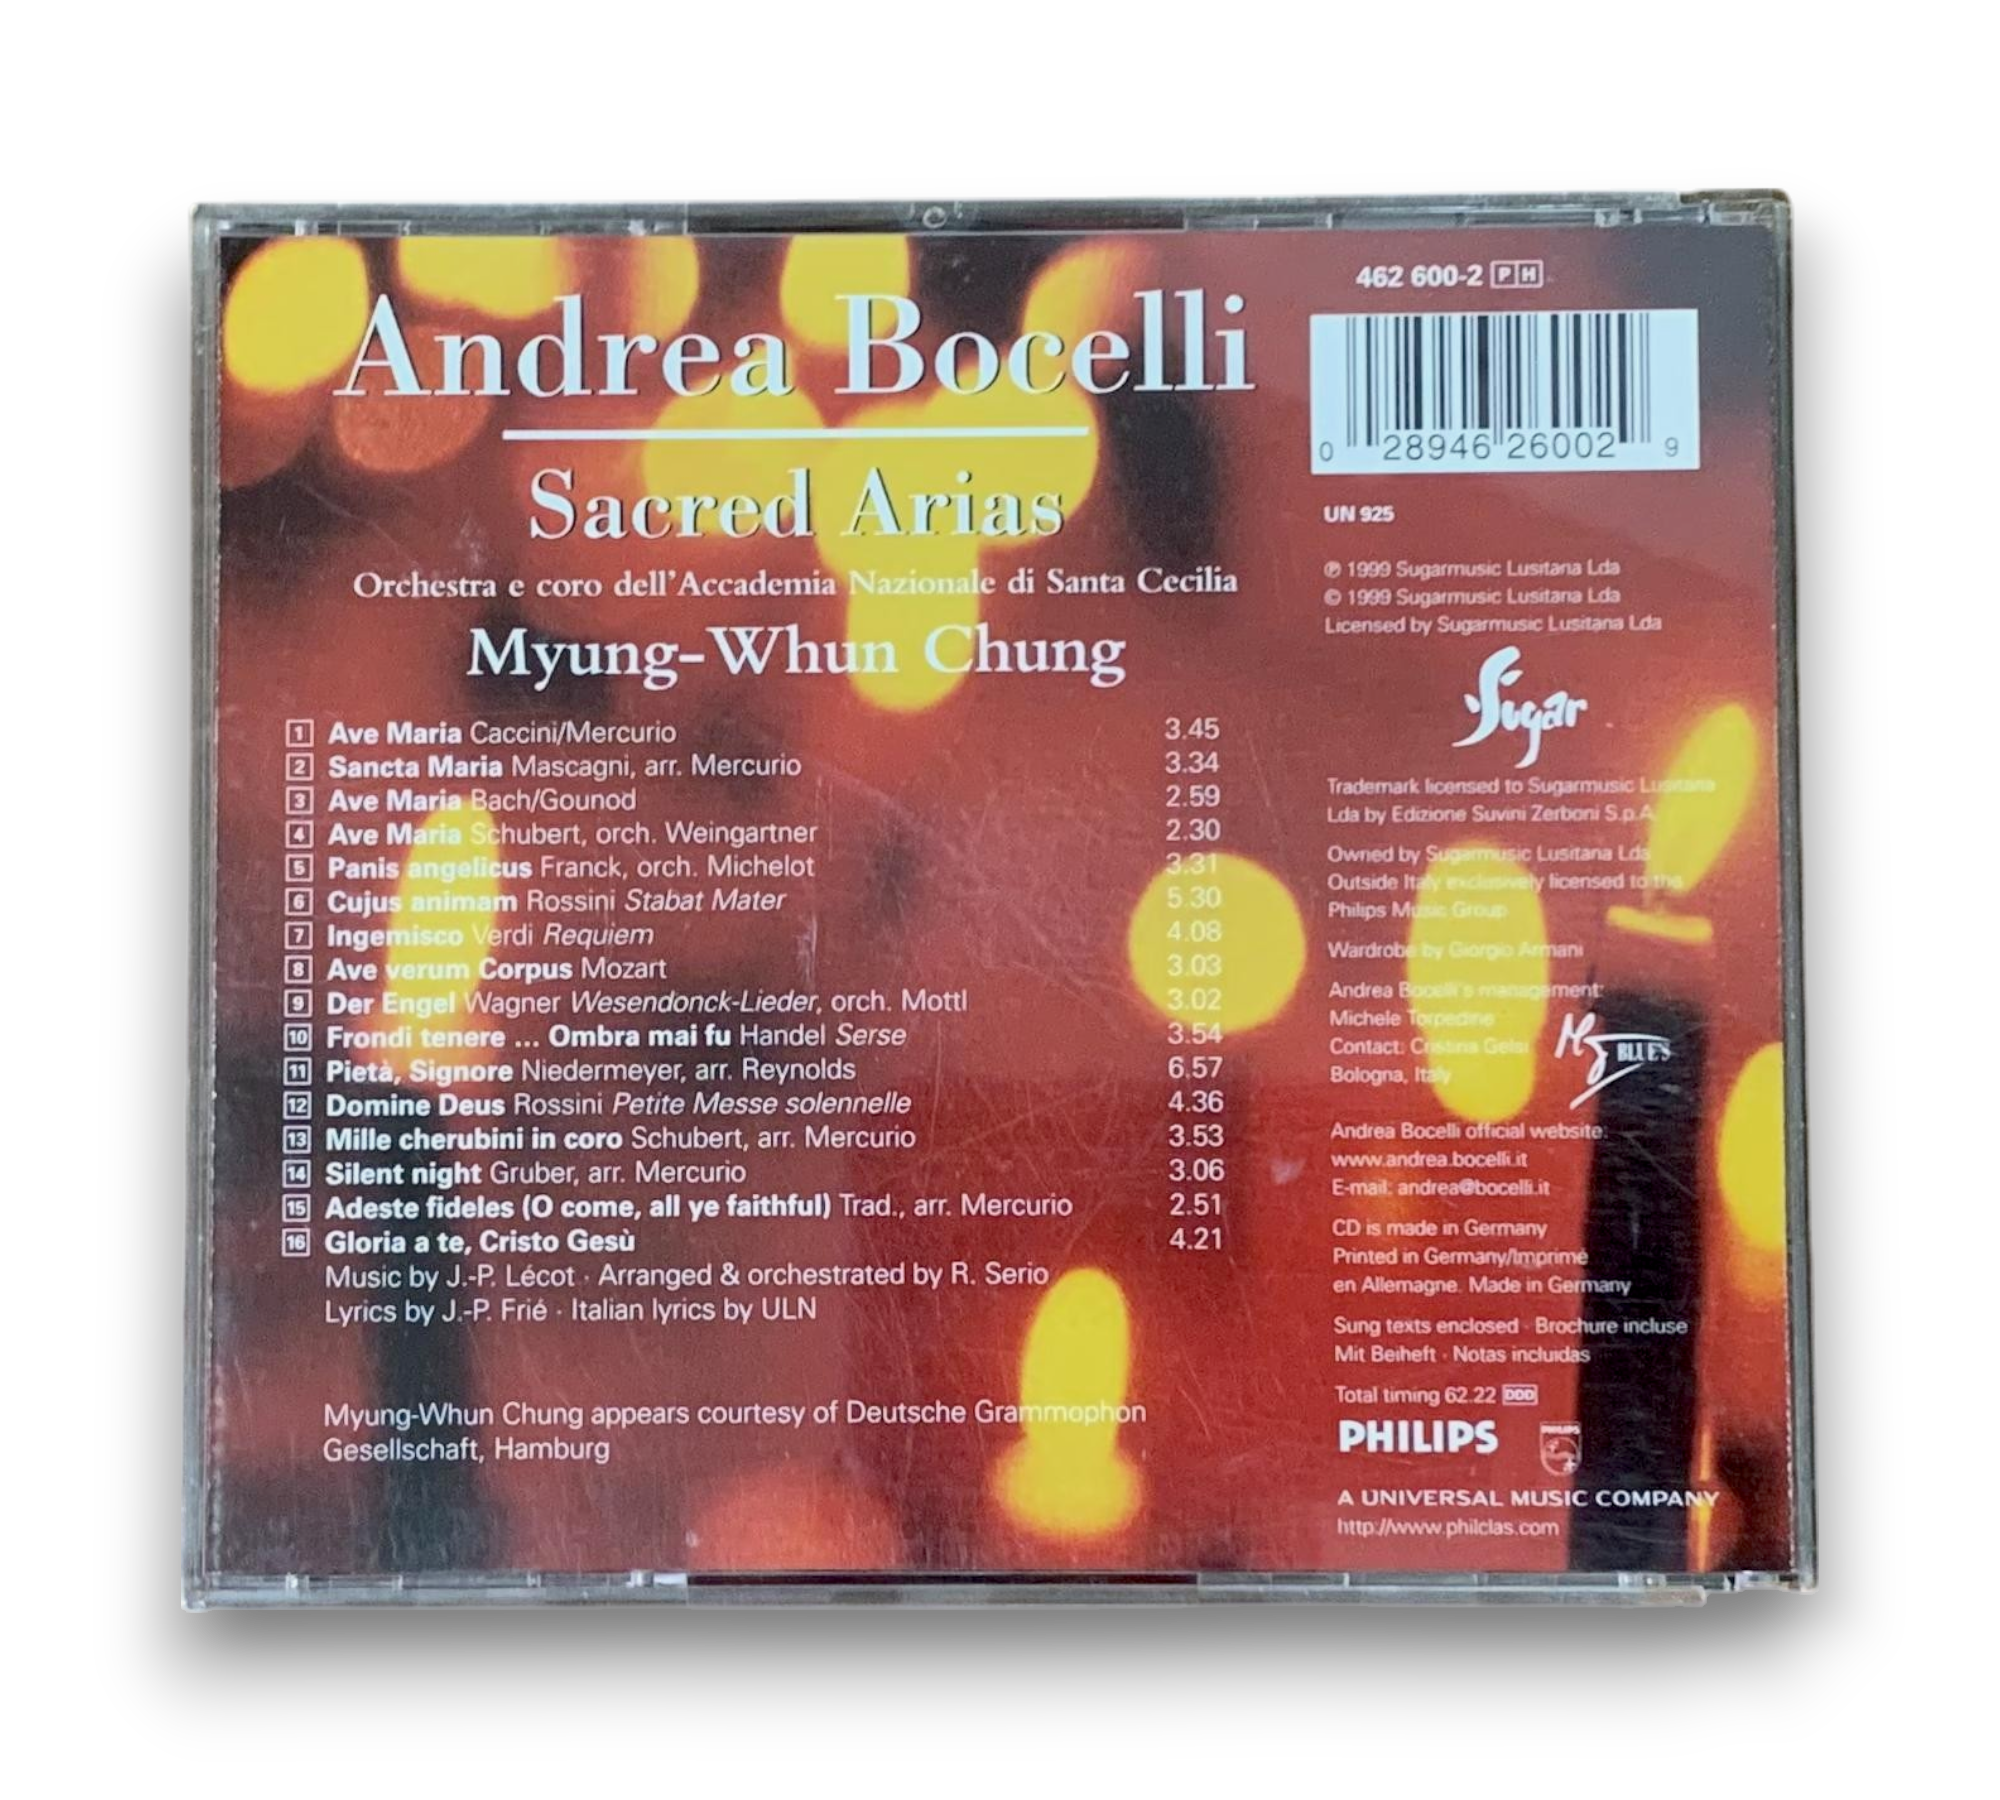 Andrea Bocelli
Sacred Arias
Orchestra e coro dell'Accademia Nazionale di Santa Cecilia
Myung-Whun Chung
1 Ave Maria Caccini/Mercurio 3.45
2 Sancta Maria Mascagni, arr. Mercurio 3.34
3 Ave Maria Bach/Gounod 2.59
4 Ave Maria Schubert, orch. Weingartner 2.30
5 Panis angelicus Franck, orch. Michelot 3.31
6 Cujus animam Rossini Stabat Mater 5.30
7 Ingemisco Verdi Requiem 4.08
8 Ave verum Corpus Mozart 3.03
9 Der Engel Wagner Wesendonck-Lieder, orch. Mottl 3.02
10 Frondi tenere ... Ombra mai fu Handel Serse 3.54
11 Pietà, Signore Niedermeyer, arr. Reynolds 6.57
12 Domine Deus Rossini Petite Messe solennelle 4.36
13 Mille cherubini in coro Schubert, arr. Mercurio 3.53
14 Silent night Gruber, arr. Mercurio 3.06
15 Adeste fideles (O come, all ye faithful) Trad., arr. Mercurio 2.51
16 Gloria a te, Cristo Gesù 4.21
Music by J.-P. Lécot · Arranged & orchestrated by R. Serio
Lyrics by J.-P. Frié · Italian lyrics by ULN
Myung-Whun Chung appears courtesy of Deutsche Grammophon
Gesellschaft, Hamburg
462 600-2 PH
0 28946 26002 9
UN 925
℗ 1999 Sugarmusic Lusitana Lda
© 1999 Sugarmusic Lusitana Lda
Licensed by Sugarmusic Lusitana Lda
Sugar
Trademark licensed to Sugarmusic Lusitana
Lda by Edizione Suvini Zerboni S.p.A.
Owned by Sugarmusic Lusitana Lda
Outside Italy exclusively licensed to the
Philips Music Group
Wardrobe by Giorgio Armani
Andrea Bocelli's management:
Michele Torpedine
Contact: Cristina Gelsi
Bologna, Italy
BLUE'S
Andrea Bocelli official website:
www.andrea.bocelli.it
E-mail: andrea@bocelli.it
CD is made in Germany
Printed in Germany/Imprimé
en Allemagne. Made in Germany
Sung texts enclosed · Brochure incluse
Mit Beiheft · Notas incluidas
Total timing 62.22 DDD
PHILIPS
PHILIPS
A UNIVERSAL MUSIC COMPANY
http://www.philclas.com